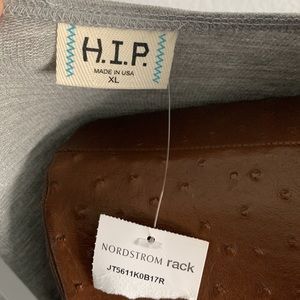 H.I.P.
MADE IN USA
XL
NORDSTROM rack
JT5611K0B17R